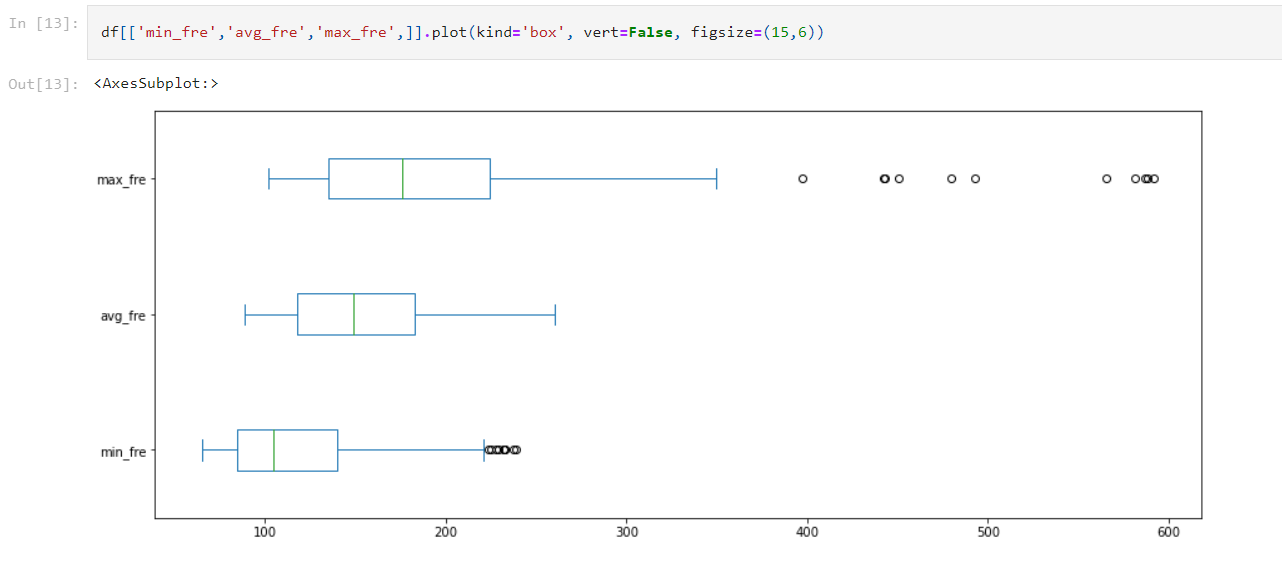 In [13]:
df[['min_fre','avg_fre','max_fre',]].plot(kind='box', vert=False, figsize=(15,6))
Out[13]:
<AxesSubplot:>
max_fre
avg_fre
min_fre
100 200 300 400 500 600